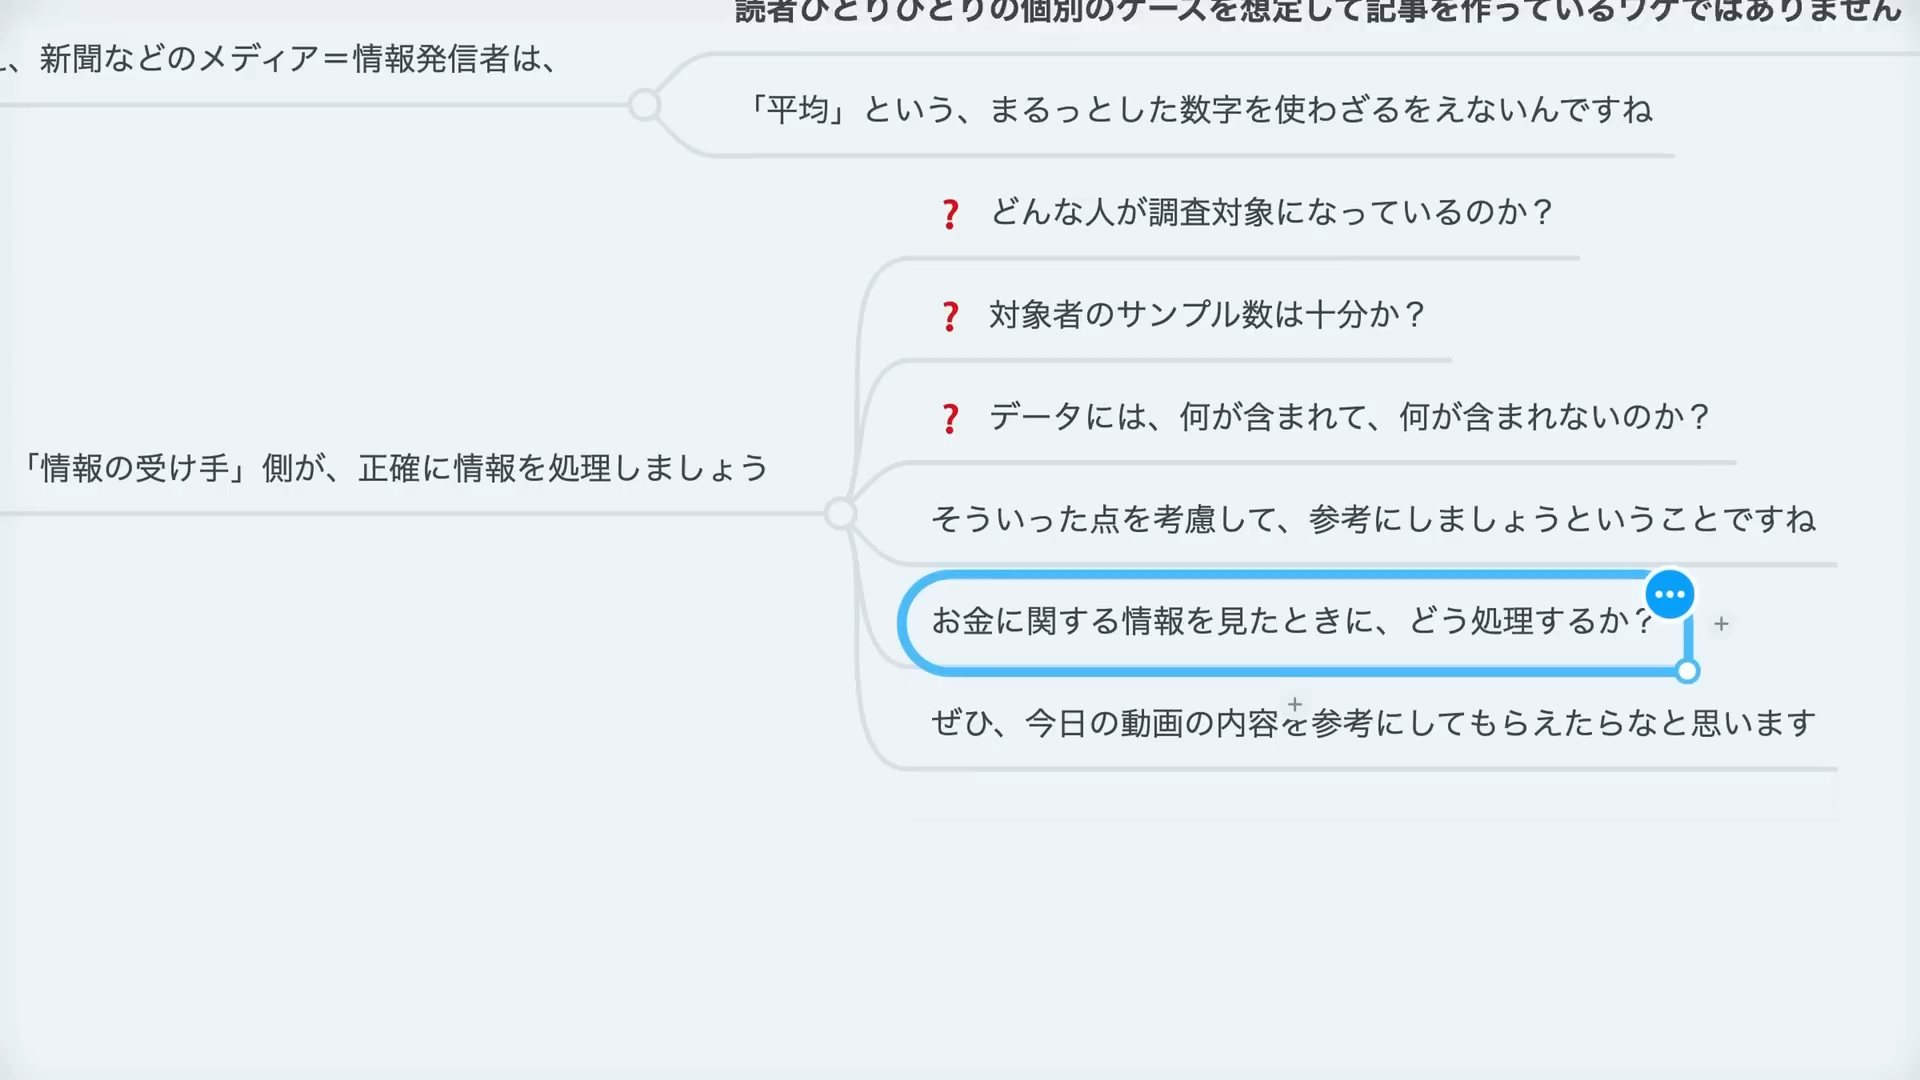 読者ひとりひとりの個別のケースを想定して記事を作っているワケではありません
、新聞などのメディア＝情報発信者は、
「平均」という、まるっとした数字を使わざるをえないんですね
❓ どんな人が調査対象になっているのか？
❓ 対象者のサンプル数は十分か？
❓ データには、何が含まれて、何が含まれないのか？
「情報の受け手」側が、正確に情報を処理しましょう
そういった点を考慮して、参考にしましょうということですね
お金に関する情報を見たときに、どう処理するか？
ぜひ、今日の動画の内容を参考にしてもらえたらなと思います